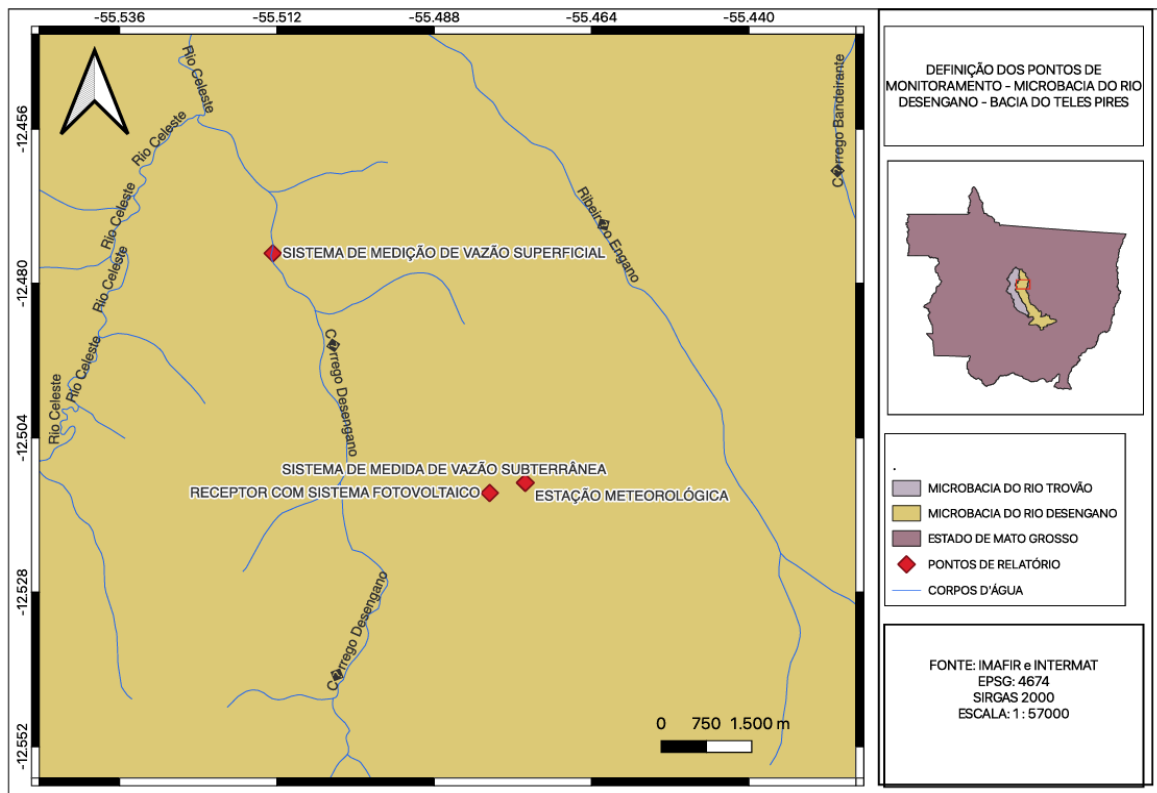 -55.536
-55.512
-55.488
-55.464
-55.440
-12.456
-12.480
-12.504
-12.528
-12.552
Rio Celeste
Rio Celeste
Rio Celeste
Rio Celeste
Rio Celeste
Rio Celeste
Córrego Bandeirante
Ribeirão Engano
SISTEMA DE MEDIÇÃO DE VAZÃO SUPERFICIAL
Córrego Desengano
SISTEMA DE MEDIDA DE VAZÃO SUBTERRÂNEA
RECEPTOR COM SISTEMA FOTOVOLTAICO
ESTAÇÃO METEOROLÓGICA
Córrego Desengano
0 750 1.500 m
DEFINIÇÃO DOS PONTOS DE
MONITORAMENTO - MICROBACIA DO RIO
DESENGANO - BACIA DO TELES PIRES
.
MICROBACIA DO RIO TROVÃO
MICROBACIA DO RIO DESENGANO
ESTADO DE MATO GROSSO
PONTOS DE RELATÓRIO
CORPOS D'ÁGUA
FONTE: IMAFIR e INTERMAT
EPSG: 4674
SIRGAS 2000
ESCALA: 1 : 57000